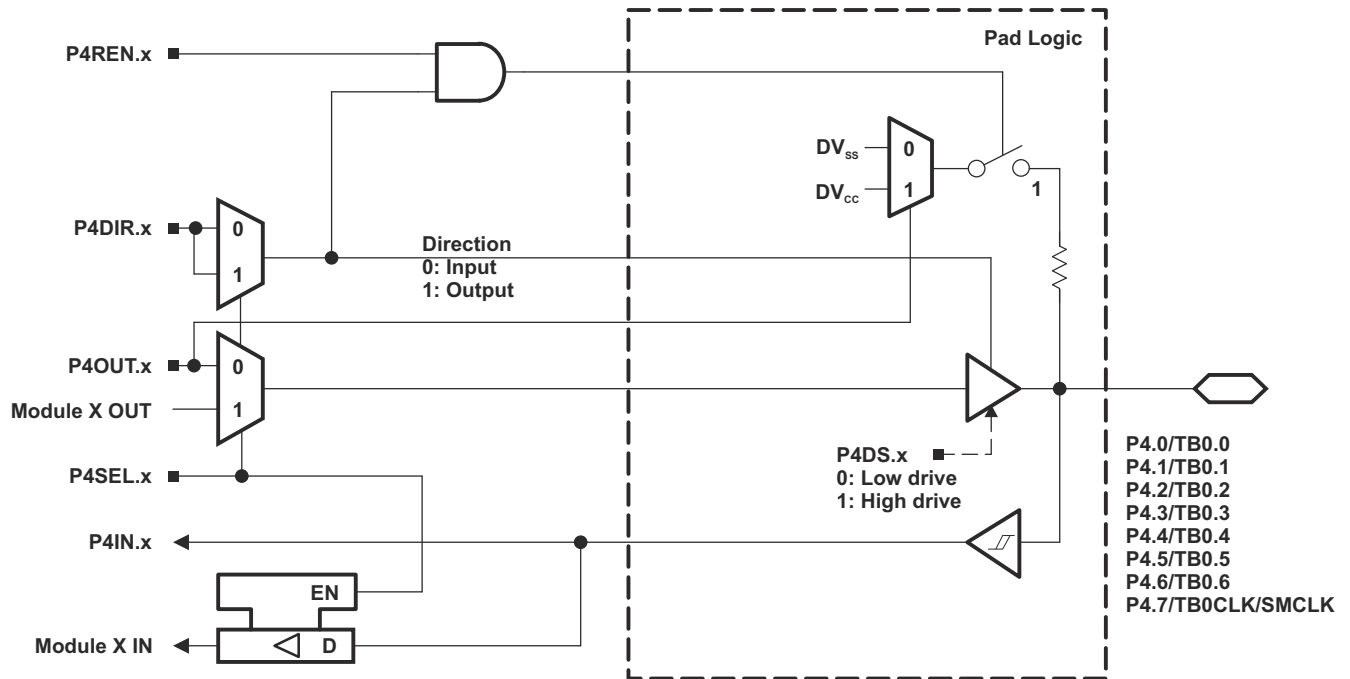 Pad Logic
P4REN.x
DVss
0
DVcc
1
1
P4DIR.x
0
1
Direction
0: Input
1: Output
P4OUT.x
0
Module X OUT
1
P4DS.x
0: Low drive
1: High drive
P4SEL.x
P4IN.x
EN
Module X IN
D
P4.0/TB0.0
P4.1/TB0.1
P4.2/TB0.2
P4.3/TB0.3
P4.4/TB0.4
P4.5/TB0.5
P4.6/TB0.6
P4.7/TB0CLK/SMCLK